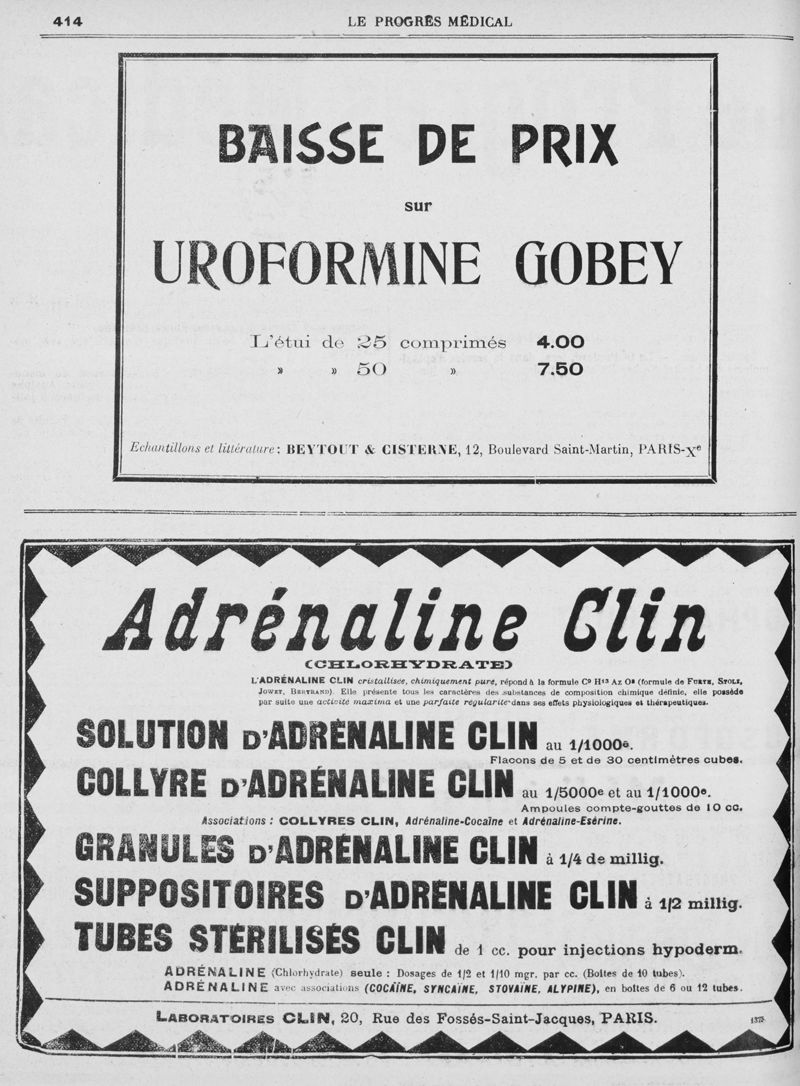 414
LE PROGRÈS MÉDICAL
BAISSE DE PRIX
sur
UROFORMINE GOBEY
L'étui de 25 comprimés 4.00
» » 50 » 7.50
Echantillons et littérature : BEYTOUT & CISTERNE, 12, Boulevard Saint-Martin, PARIS-Xe
Adrénaline Clin
(CHLORHYDRATE)
L'ADRÉNALINE CLIN cristallisée, chimiquement pure, répond à la formule C9 H13 Az O3 (formule de FURTH, STOLZ,
JOWET, BERTRAND). Elle présente tous les caractères des substances de composition chimique définie, elle possède
par suite une activité maxima et une parfaite régularité dans ses effets physiologiques et thérapeutiques.
SOLUTION D'ADRÉNALINE CLIN au 1/1000e.
Flacons de 5 et de 30 centimètres cubes.
COLLYRE D'ADRÉNALINE CLIN au 1/5000e et au 1/1000e.
Ampoules compte-gouttes de 10 cc.
Associations : COLLYRES CLIN, Adrénaline-Cocaïne et Adrénaline-Esérine.
GRANULES D'ADRÉNALINE CLIN à 1/4 de millig.
SUPPOSITOIRES D'ADRÉNALINE CLIN à 1/2 millig.
TUBES STÉRILISÉS CLIN de 1 cc. pour injections hypoderm.
ADRÉNALINE (Chlorhydrate) seule : Dosages de 1/2 et 1/10 mgr. par cc. (Boîtes de 10 tubes).
ADRÉNALINE avec associations (COCAÏNE, SYNCAÏNE, STOVAÏNE, ALYPINE), en boîtes de 6 ou 12 tubes.
LABORATOIRES CLIN, 20, Rue des Fossés-Saint-Jacques, PARIS.